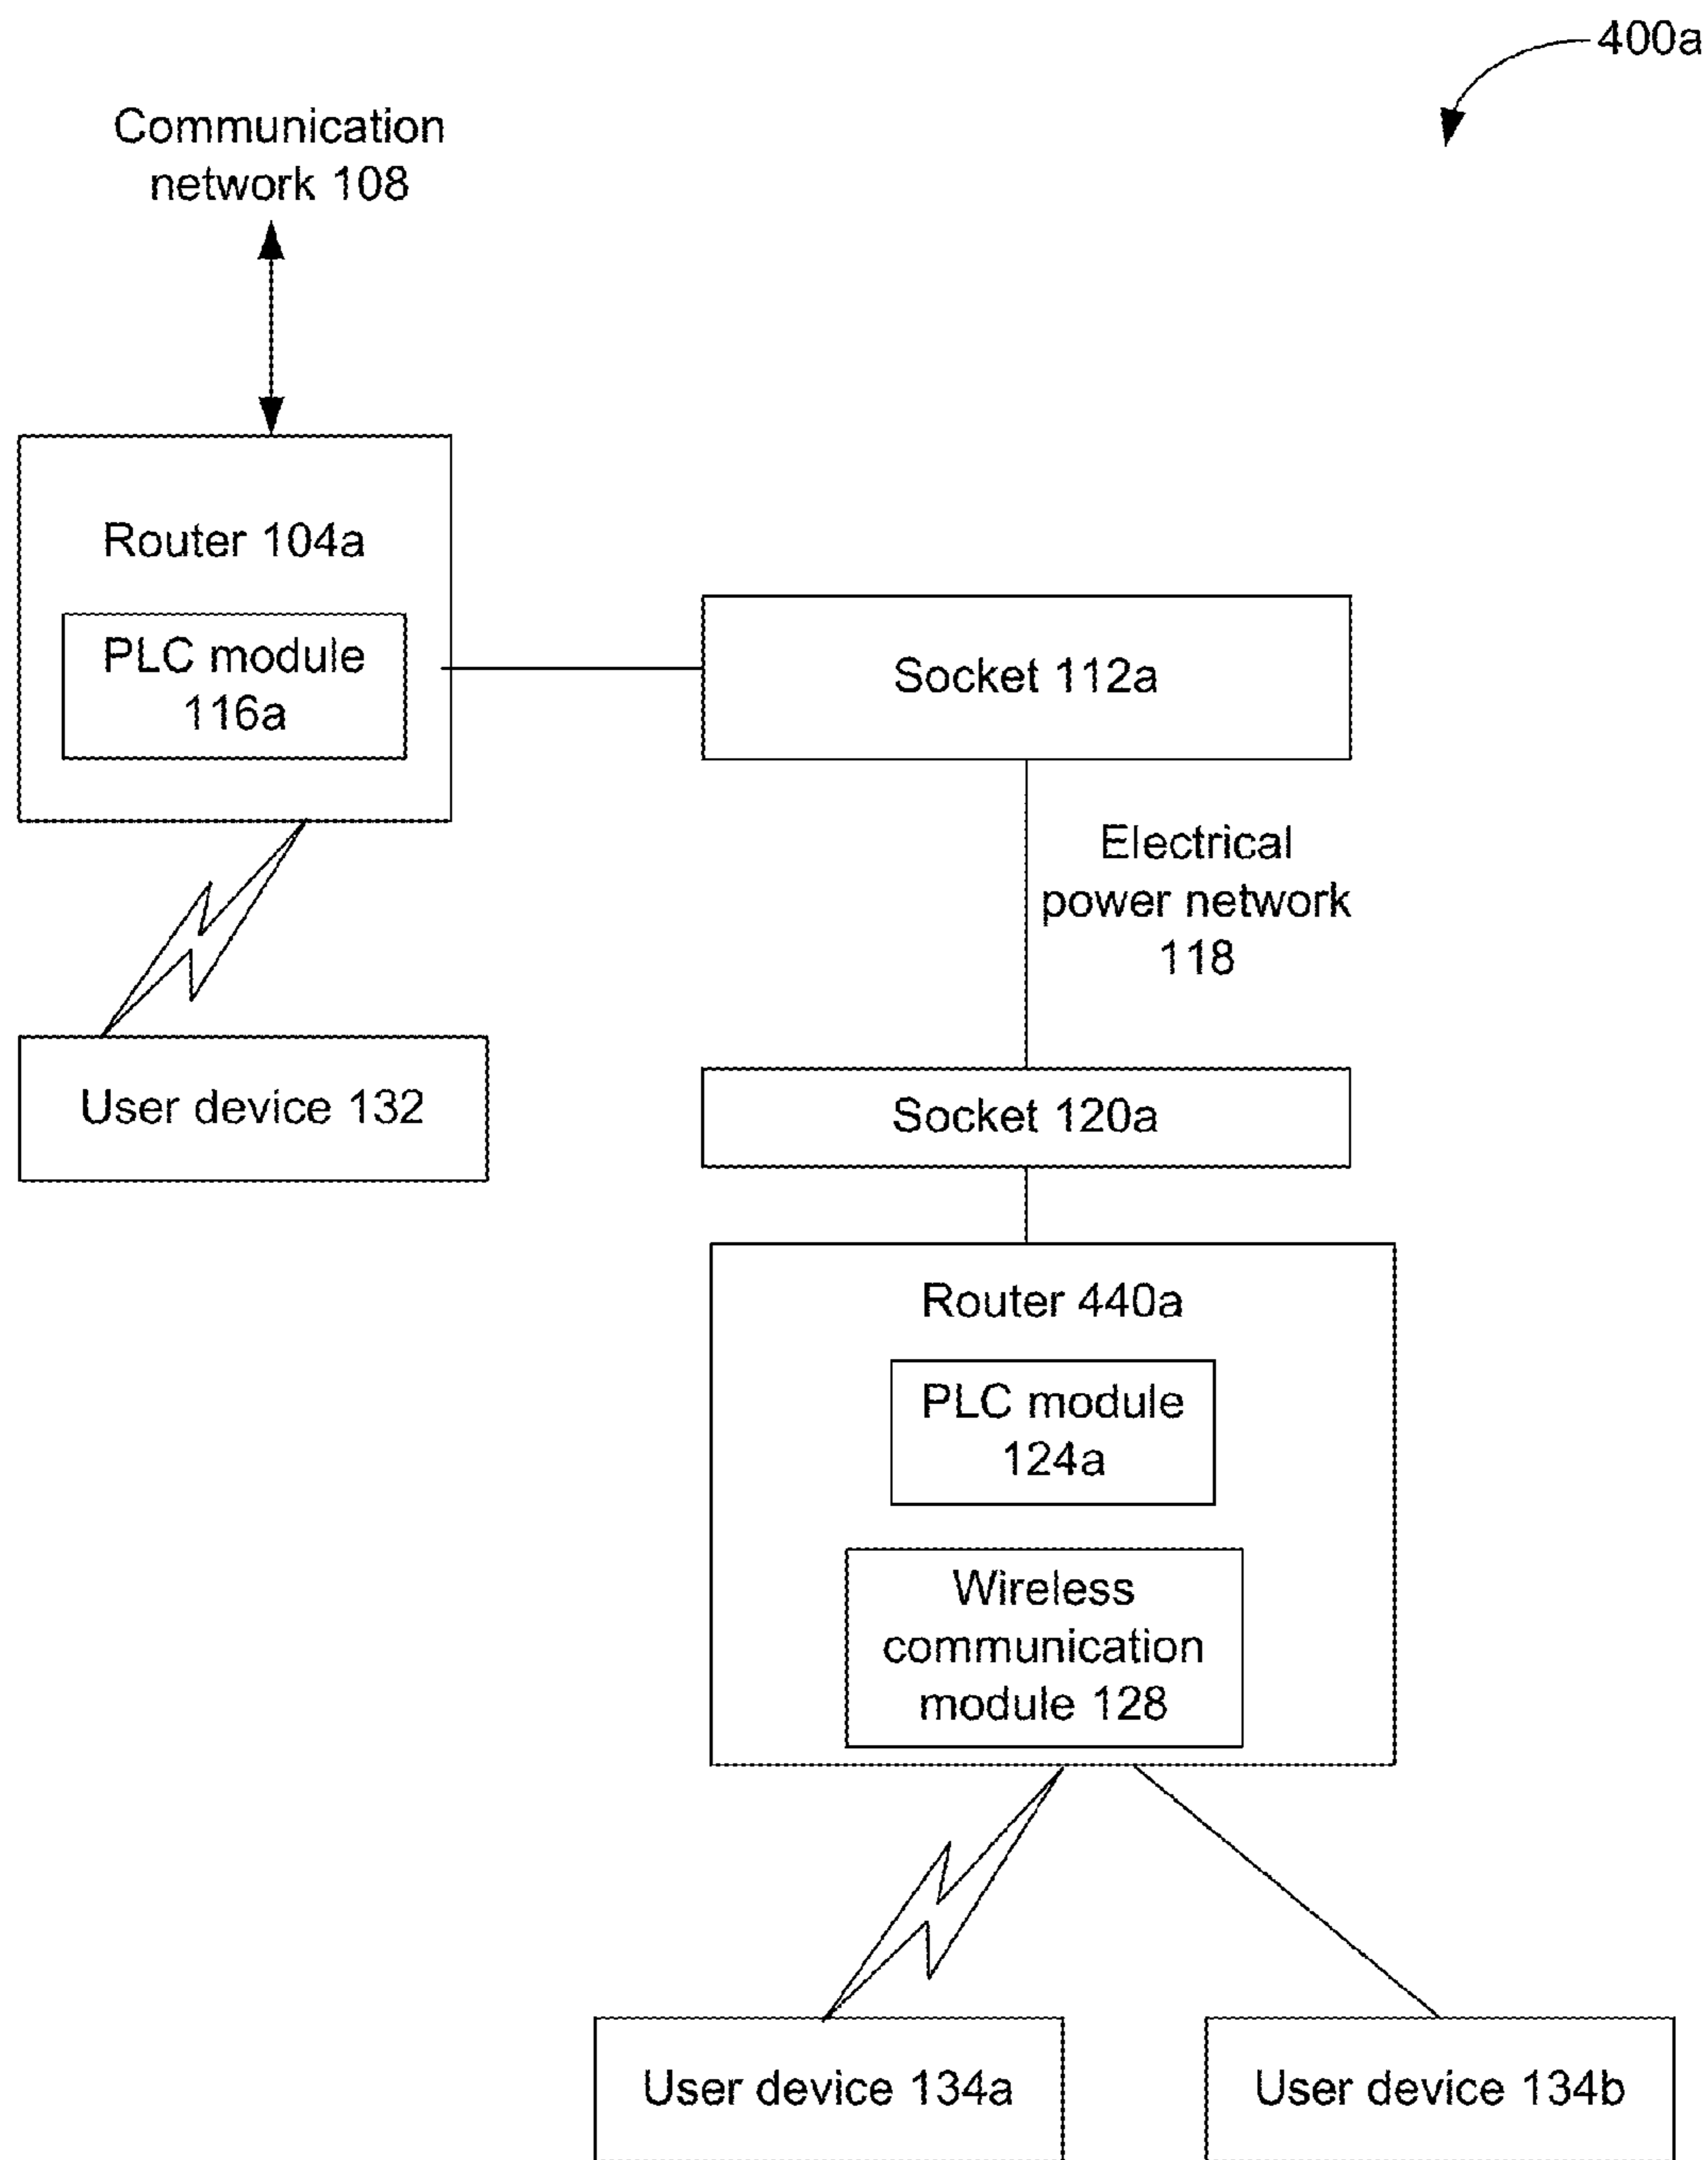 400a
Communication
network 108
Router 104a
PLC module
116a
Socket 112a
Electrical
power network
118
User device 132
Socket 120a
Router 440a
PLC module
124a
Wireless
communication
module 128
User device 134a
User device 134b